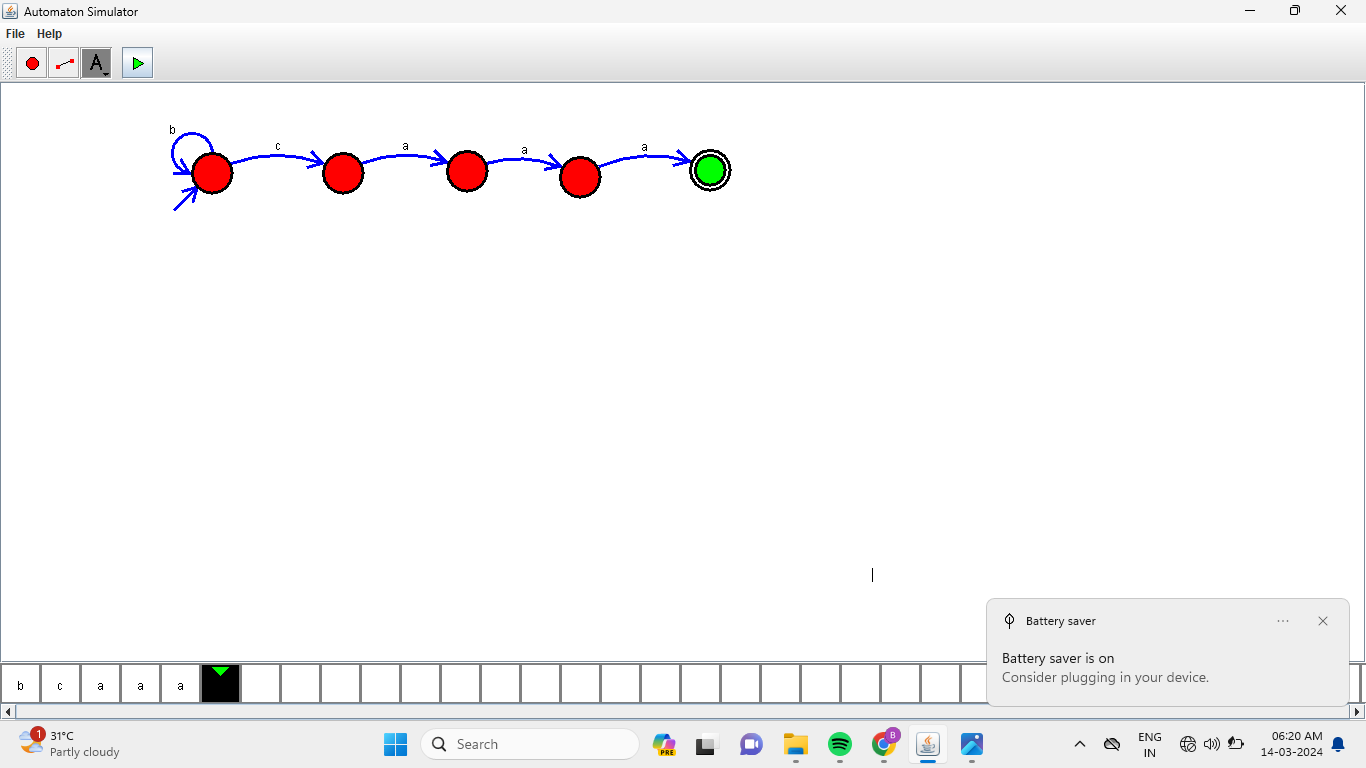 Automaton Simulator
File Help
A
b
c
a
a
a
Battery saver
Battery saver is on
Consider plugging in your device.
b c a a a
1
31°C
Partly cloudy
Search
PRE
B
ENG
IN
06:20 AM
14-03-2024